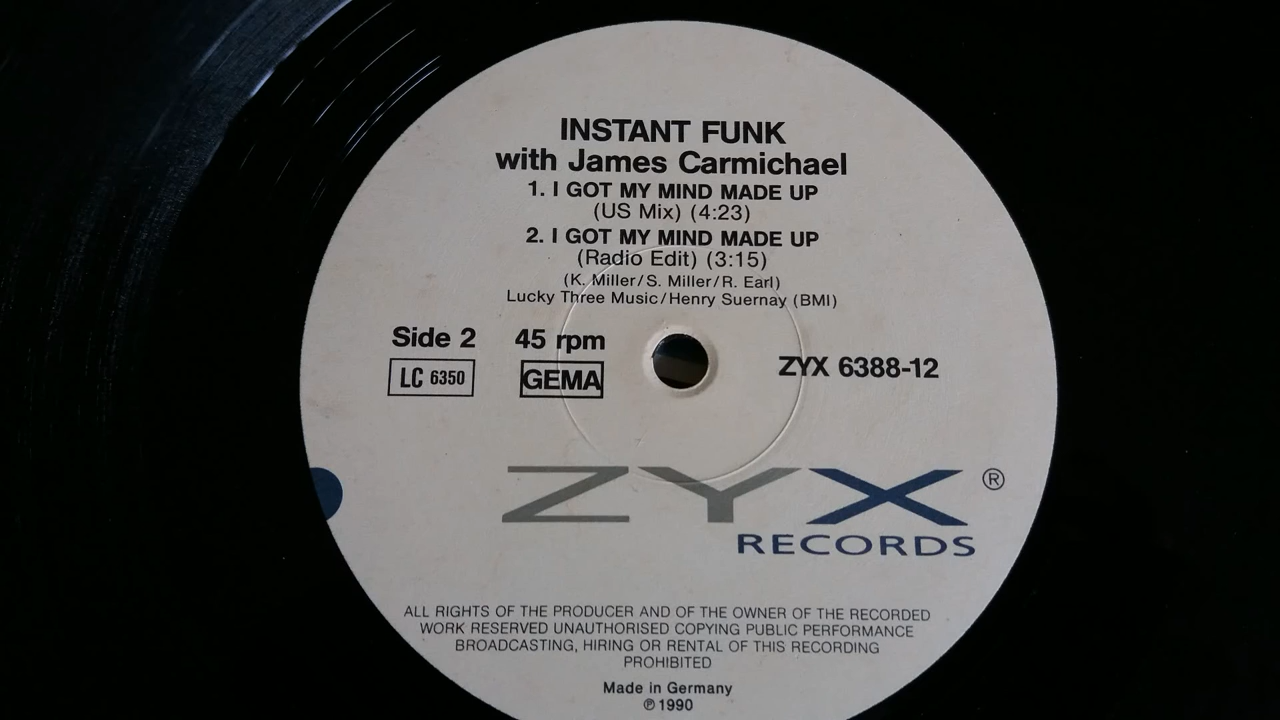 INSTANT FUNK
with James Carmichael
1. I GOT MY MIND MADE UP
(US Mix) (4:23)
2. I GOT MY MIND MADE UP
(Radio Edit) (3:15)
(K. Miller/S. Miller/R. Earl)
Lucky Three Music/Henry Suernay (BMI)
Side 2 45 rpm
LC 6350 GEMA ZYX 6388-12
ZYX ®
RECORDS
ALL RIGHTS OF THE PRODUCER AND OF THE OWNER OF THE RECORDED
WORK RESERVED UNAUTHORISED COPYING PUBLIC PERFORMANCE
BROADCASTING, HIRING OR RENTAL OF THIS RECORDING
PROHIBITED
Made in Germany
℗ 1990